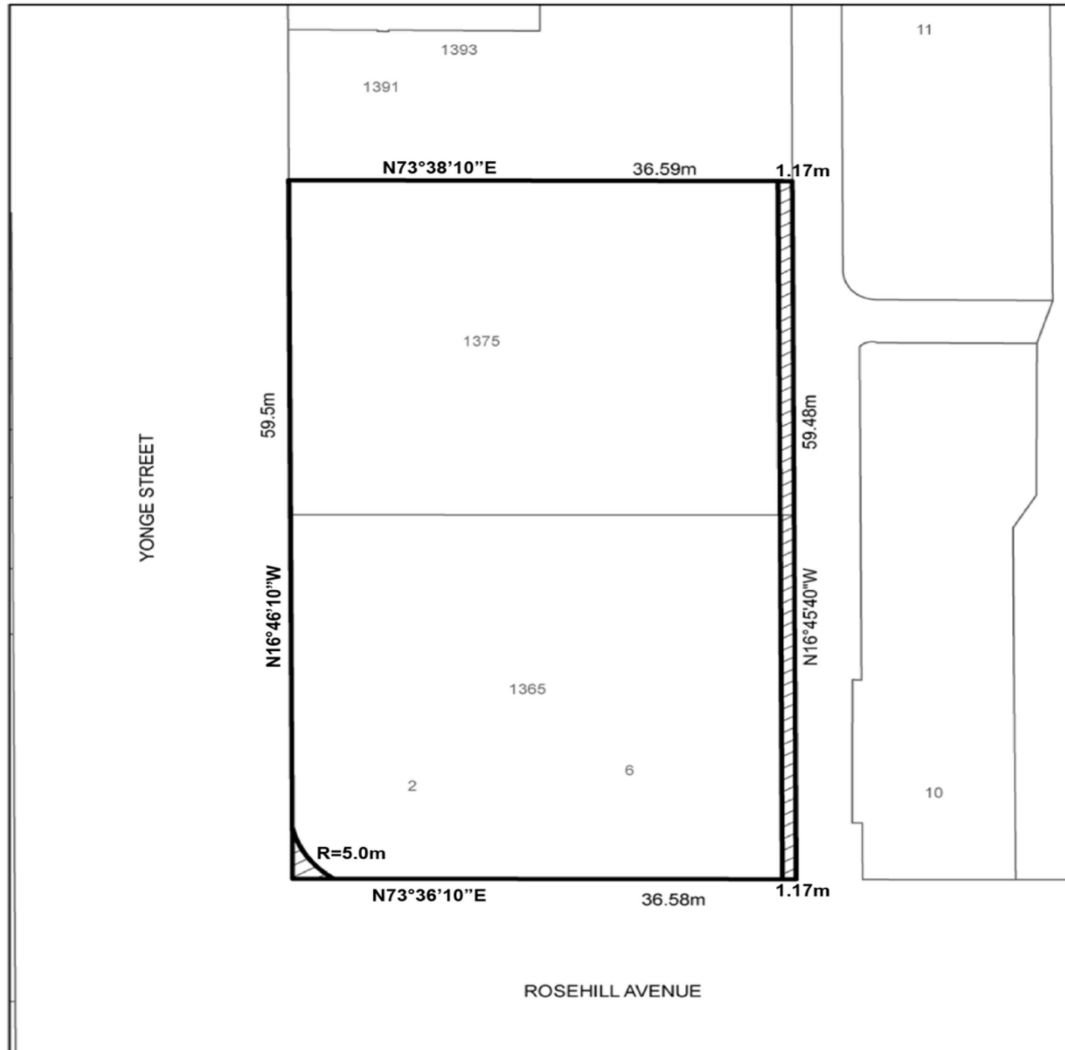 11
1393
1391
N73°38'10"E
36.59m
1.17m
1375
59.5m
59.48m
YONGE STREET
N16°46'10"W
N16°45'40"W
1365
6
2
10
R=5.0m
N73°36'10"E
36.58m
1.17m
ROSEHILL AVENUE